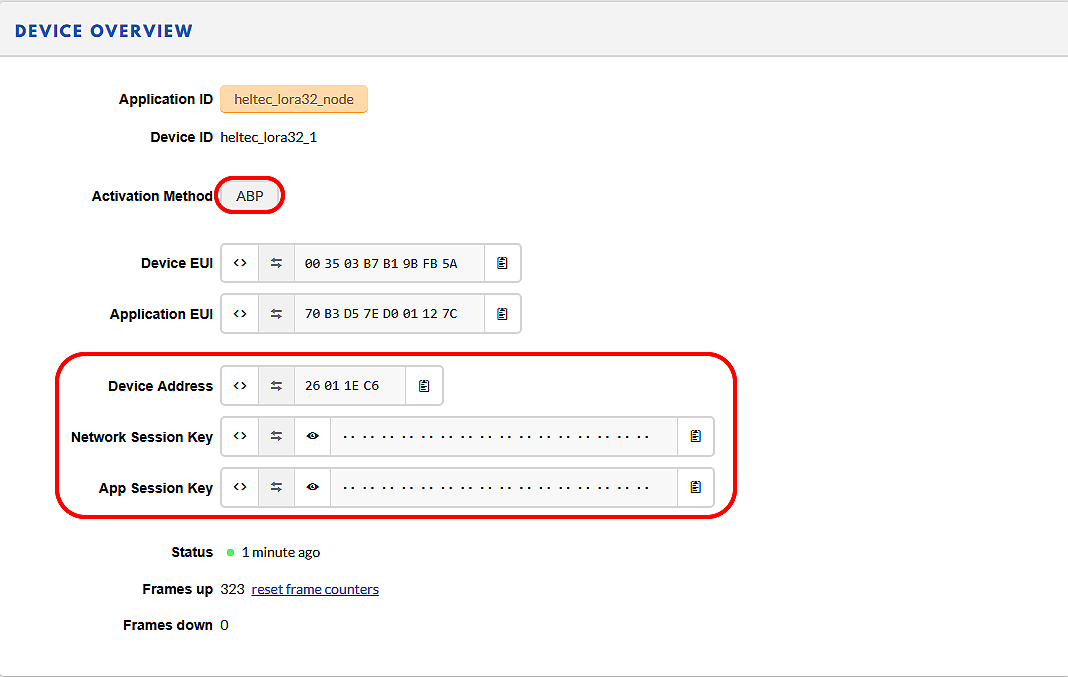 DEVICE OVERVIEW
Application ID heltec_lora32_node
Device ID heltec_lora32_1
Activation Method ABP
Device EUI <> 00 35 03 B7 B1 9B FB 5A
Application EUI <> 70 B3 D5 7E D0 01 12 7C
Device Address <> 26 01 1E C6
Network Session Key <> ·· ·· ·· ·· ·· ·· ·· ·· ·· ·· ·· ·· ·· ·· ·· ··
App Session Key <> ·· ·· ·· ·· ·· ·· ·· ·· ·· ·· ·· ·· ·· ·· ·· ··
Status 1 minute ago
Frames up 323 reset frame counters
Frames down 0